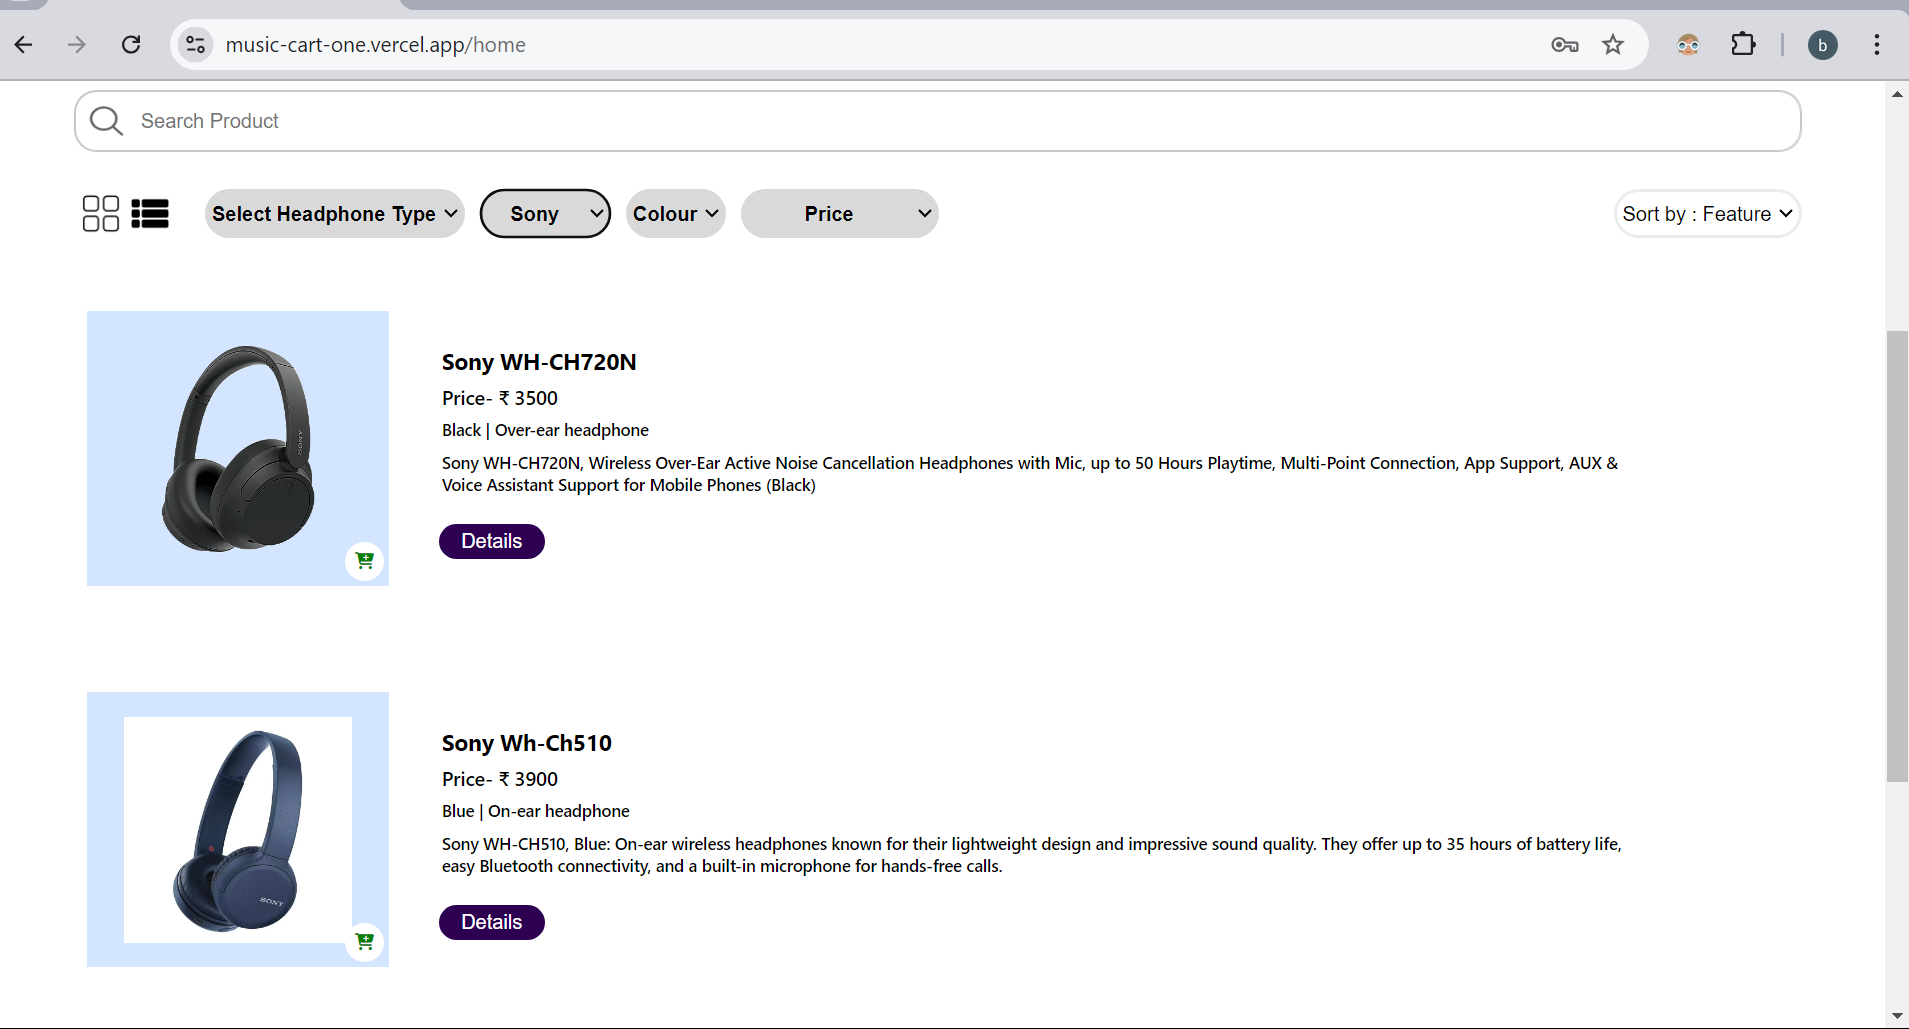 music-cart-one.vercel.app/home
b
Search Product
Select Headphone Type
Sony
Colour
Price
Sort by : Feature
SONY
Sony WH-CH720N
Price- ₹ 3500
Black | Over-ear headphone
Sony WH-CH720N, Wireless Over-Ear Active Noise Cancellation Headphones with Mic, up to 50 Hours Playtime, Multi-Point Connection, App Support, AUX &
Voice Assistant Support for Mobile Phones (Black)
Details
SONY
Sony Wh-Ch510
Price- ₹ 3900
Blue | On-ear headphone
Sony WH-CH510, Blue: On-ear wireless headphones known for their lightweight design and impressive sound quality. They offer up to 35 hours of battery life,
easy Bluetooth connectivity, and a built-in microphone for hands-free calls.
Details